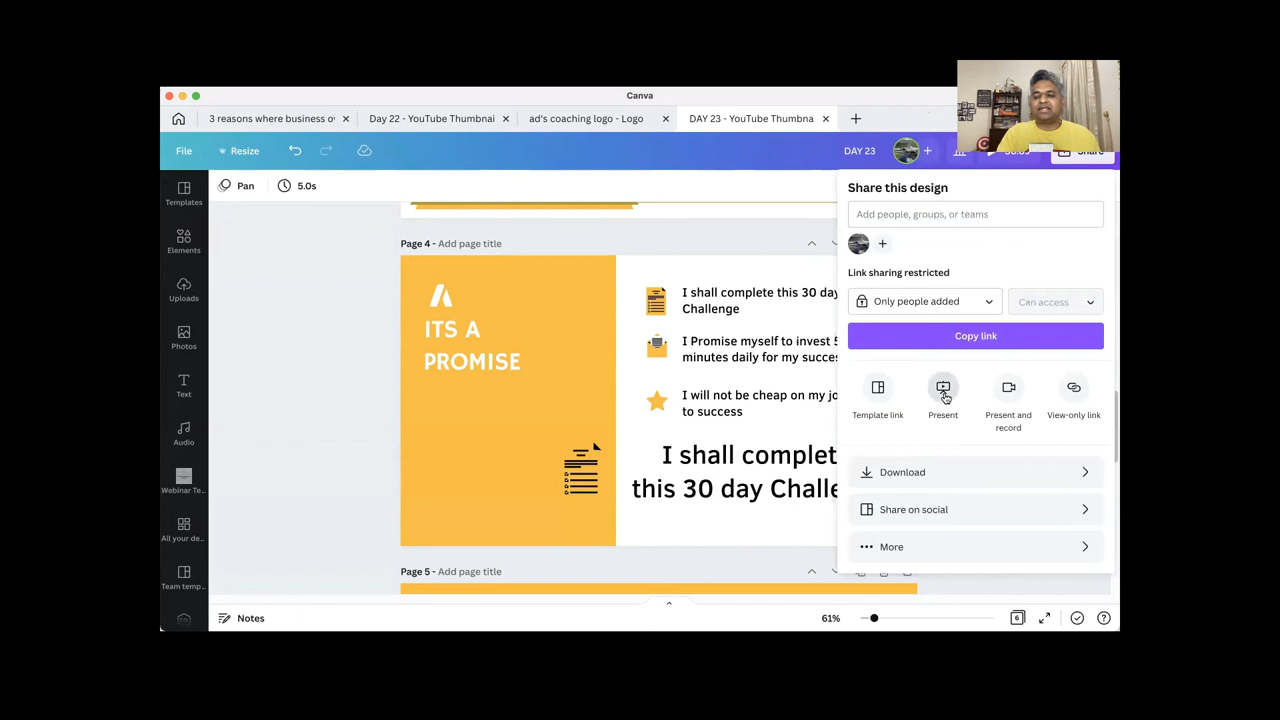 Canva
3 reasons where business o
Day 22 - YouTube Thumbnai
ad's coaching logo - Logo
DAY 23 - YouTube Thumbna
File
Resize
DAY 23
Share
Pan
5.0s
Templates
Elements
Uploads
Photos
Text
Audio
Webinar Te...
All your de...
Team temp...
Page 4 - Add page title
ITS A
PROMISE
I shall complete this 30 day
Challenge
I Promise myself to invest 5
minutes daily for my succes
I will not be cheap on my jo
to success
I shall complet
this 30 day Challe
Page 5 - Add page title
Share this design
Add people, groups, or teams
Link sharing restricted
Only people added
Can access
Copy link
Template link
Present
Present and
record
View-only link
Download
Share on social
More
Notes
61%
6